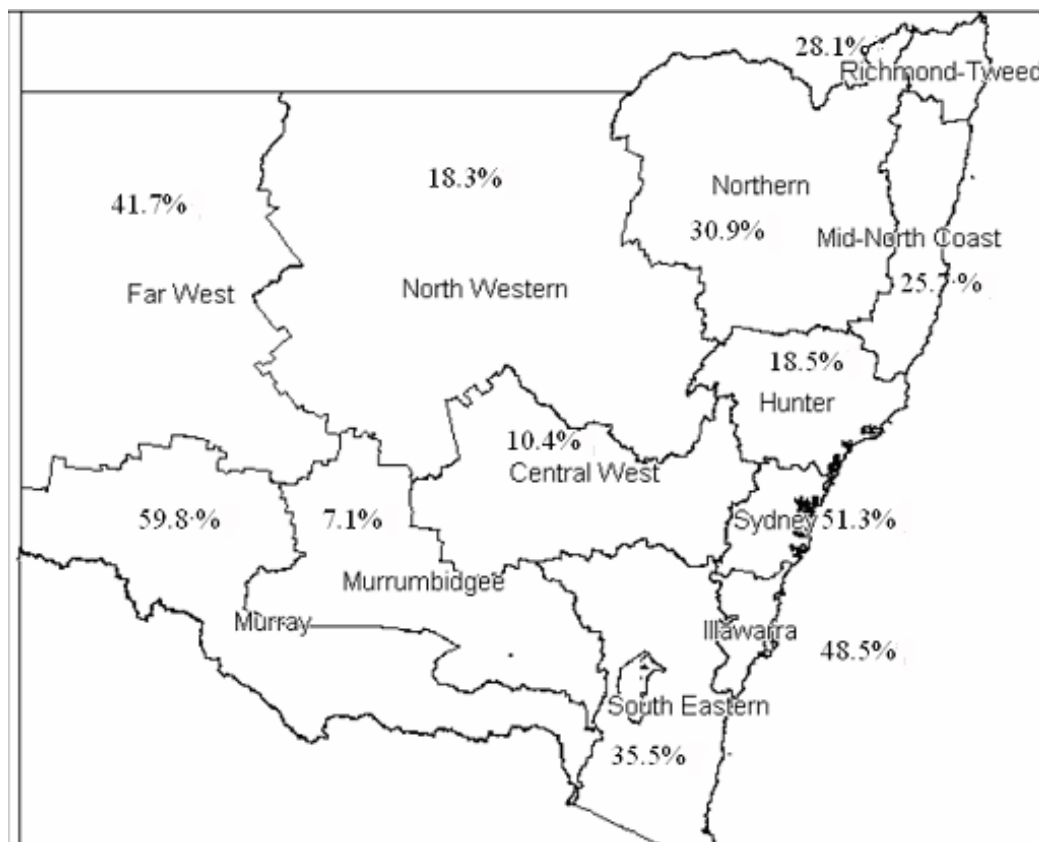 28.1%
Richmond-Tweed
18.3%
Northern
41.7%
30.9%
Mid-North Coast
25.7·%
Far West
North Western
18.5%
Hunter
10.4%
Central West
59.8·%
7.1%
Sydney 51.3%
Murrumbidgee
Murray
Illawarra
48.5%
South Eastern
35.5%